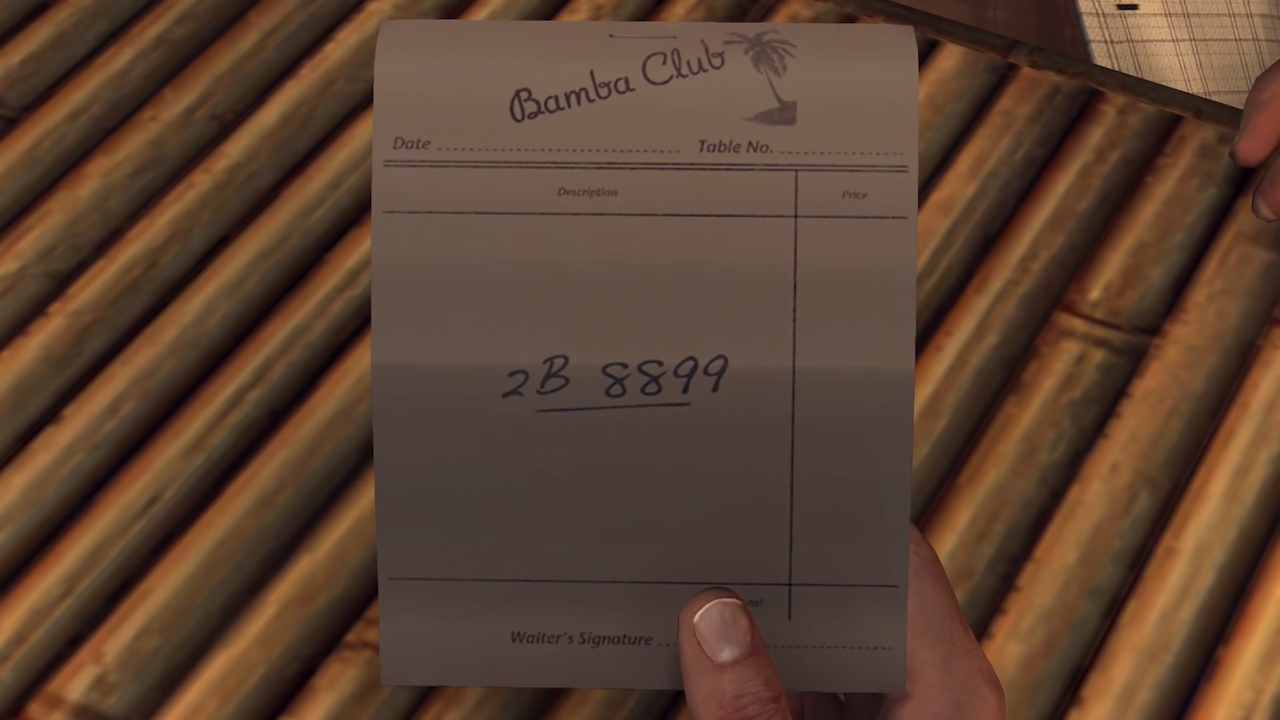 Bamba Club
Date
Table No.
Description
Price
2B 8899
Waiter's Signature